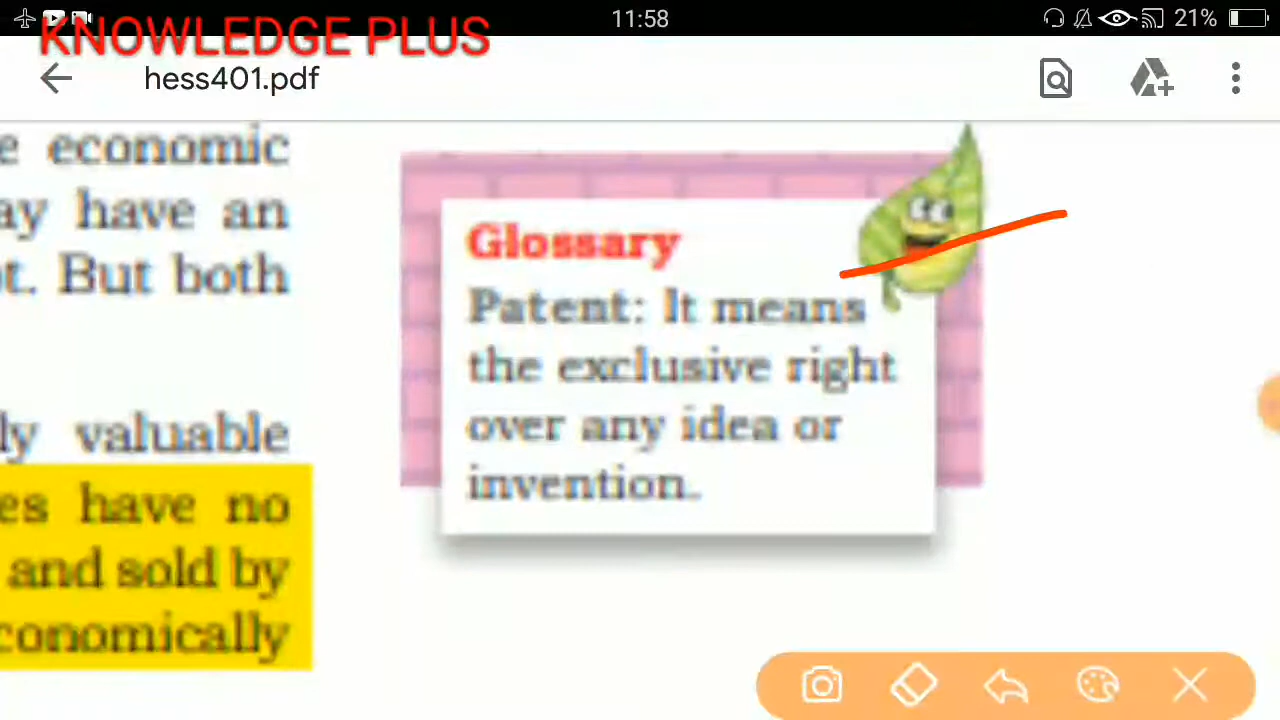 11:58
21%
KNOWLEDGE PLUS
hess401.pdf
e economic
ay have an
t. But both
ly valuable
es have no
and sold by
conomically
Glossary
Patent: It means
the exclusive right
over any idea or
invention.